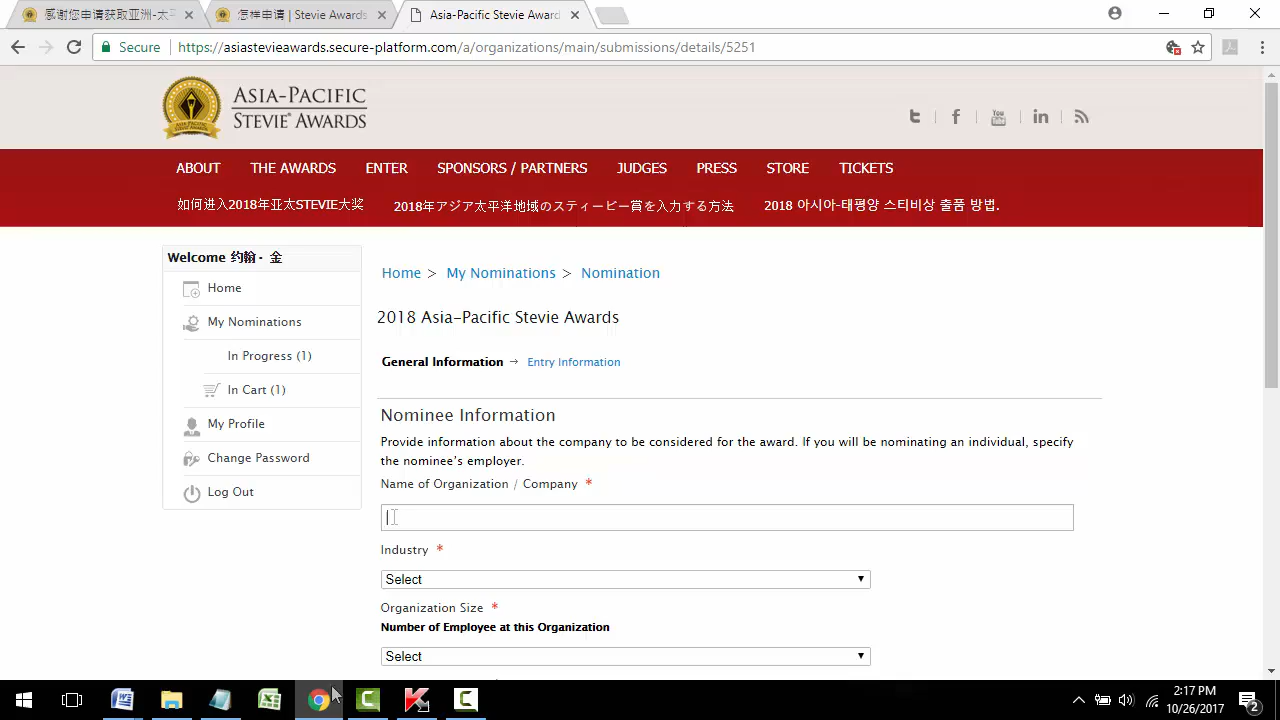 感谢您申请获取亚洲-太平
怎样申请 | Stevie Awards
Asia-Pacific Stevie Award
Secure
https://asiastevieawards.secure-platform.com/a/organizations/main/submissions/details/5251
ASIA-PACIFIC
STEVIE® AWARDS
You
Tube
ABOUT
THE AWARDS
ENTER
SPONSORS / PARTNERS
JUDGES
PRESS
STORE
TICKETS
如何进入2018年亚太STEVIE大奖
2018年アジア太平洋地域のスティービー賞を入力する方法
2018 아시아-태평양 스티비상 출품 방법.
Welcome 约翰· 金
Home
My Nominations
In Progress (1)
In Cart (1)
My Profile
Change Password
Log Out
Home > My Nominations > Nomination
2018 Asia-Pacific Stevie Awards
General Information → Entry Information
Nominee Information
Provide information about the company to be considered for the award. If you will be nominating an individual, specify
the nominee's employer.
Name of Organization / Company *
Industry *
Select
Organization Size *
Number of Employee at this Organization
Select
2:17 PM
10/26/2017
2